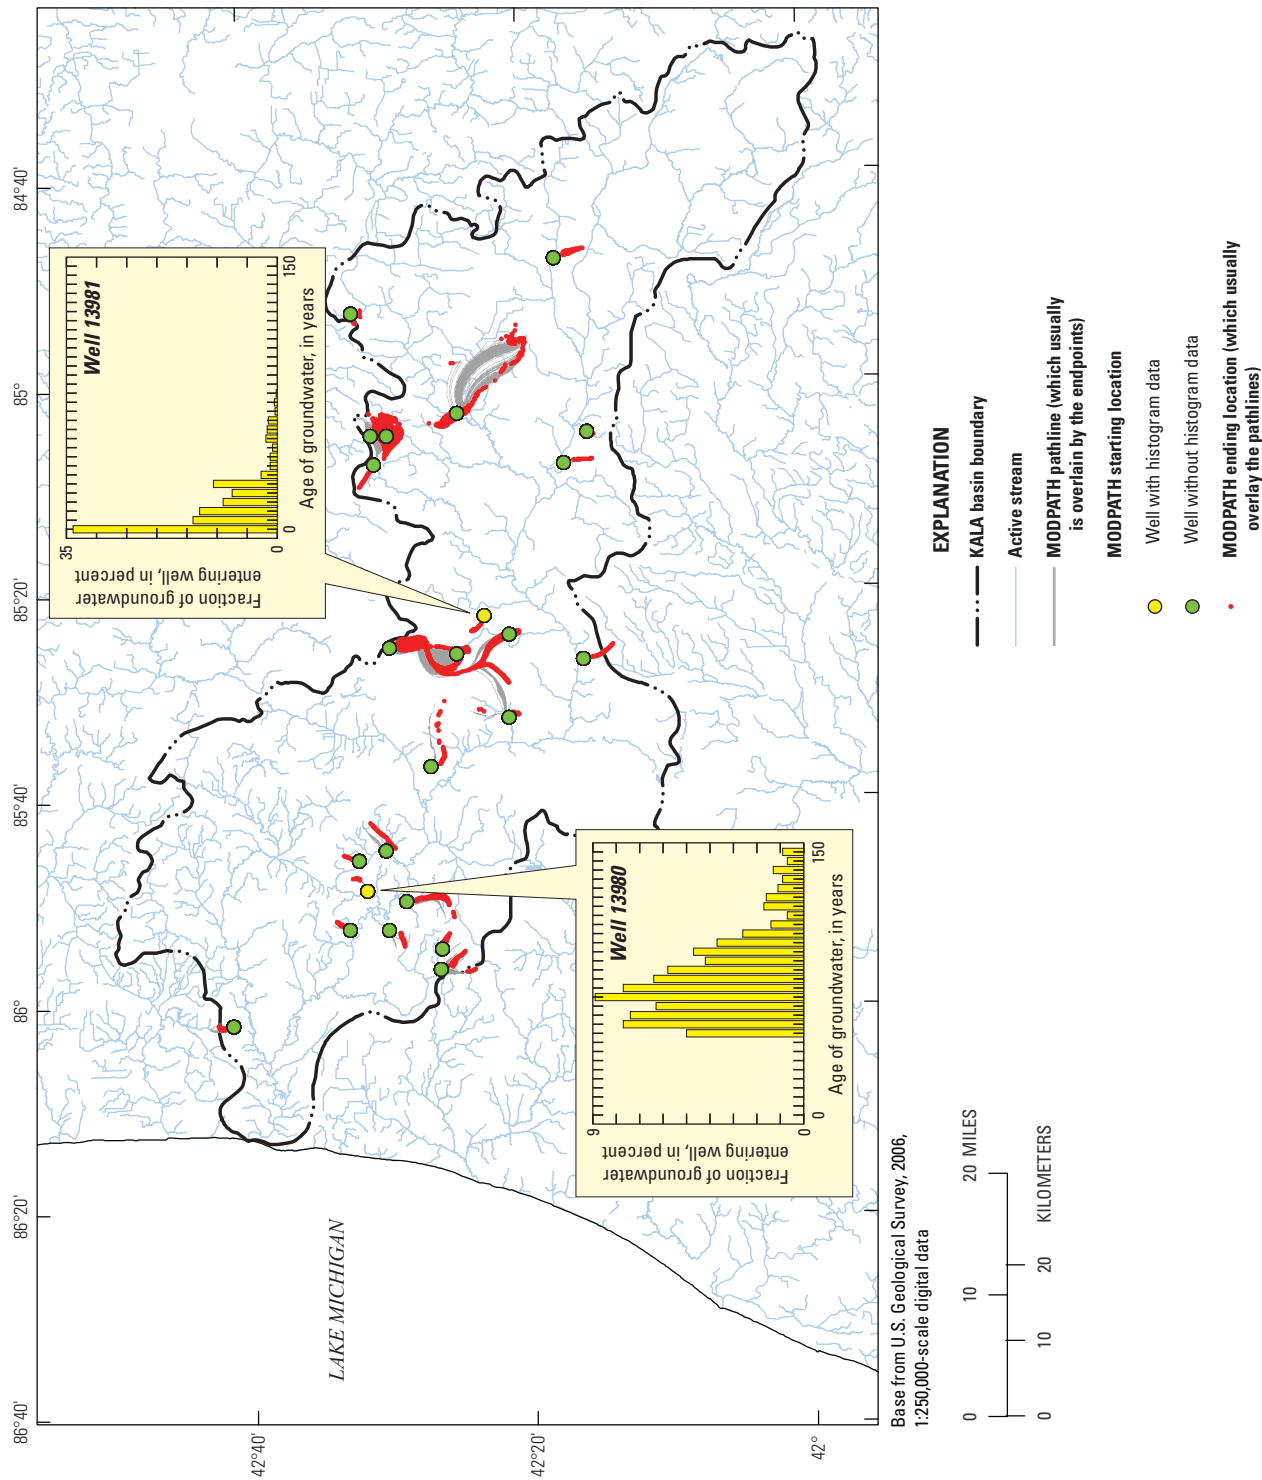 86°40'
86°20'
86°
85°40'
85°20'
85°
84°40'
42°40'
42°20'
42°
LAKE MICHIGAN
Well 13981
35
0
Fraction of groundwater
entering well, in percent
0
150
Age of groundwater, in years
Well 13980
9
0
Fraction of groundwater
entering well, in percent
0
150
Age of groundwater, in years
Base from U.S. Geological Survey, 2006,
1:250,000-scale digital data
0 10 20 MILES
0 10 20 KILOMETERS
EXPLANATION
KALA basin boundary
Active stream
MODPATH pathline (which usually
is overlain by the endpoints)
MODPATH starting location
Well with histogram data
Well without histogram data
MODPATH ending location (which usually
overlay the pathlines)